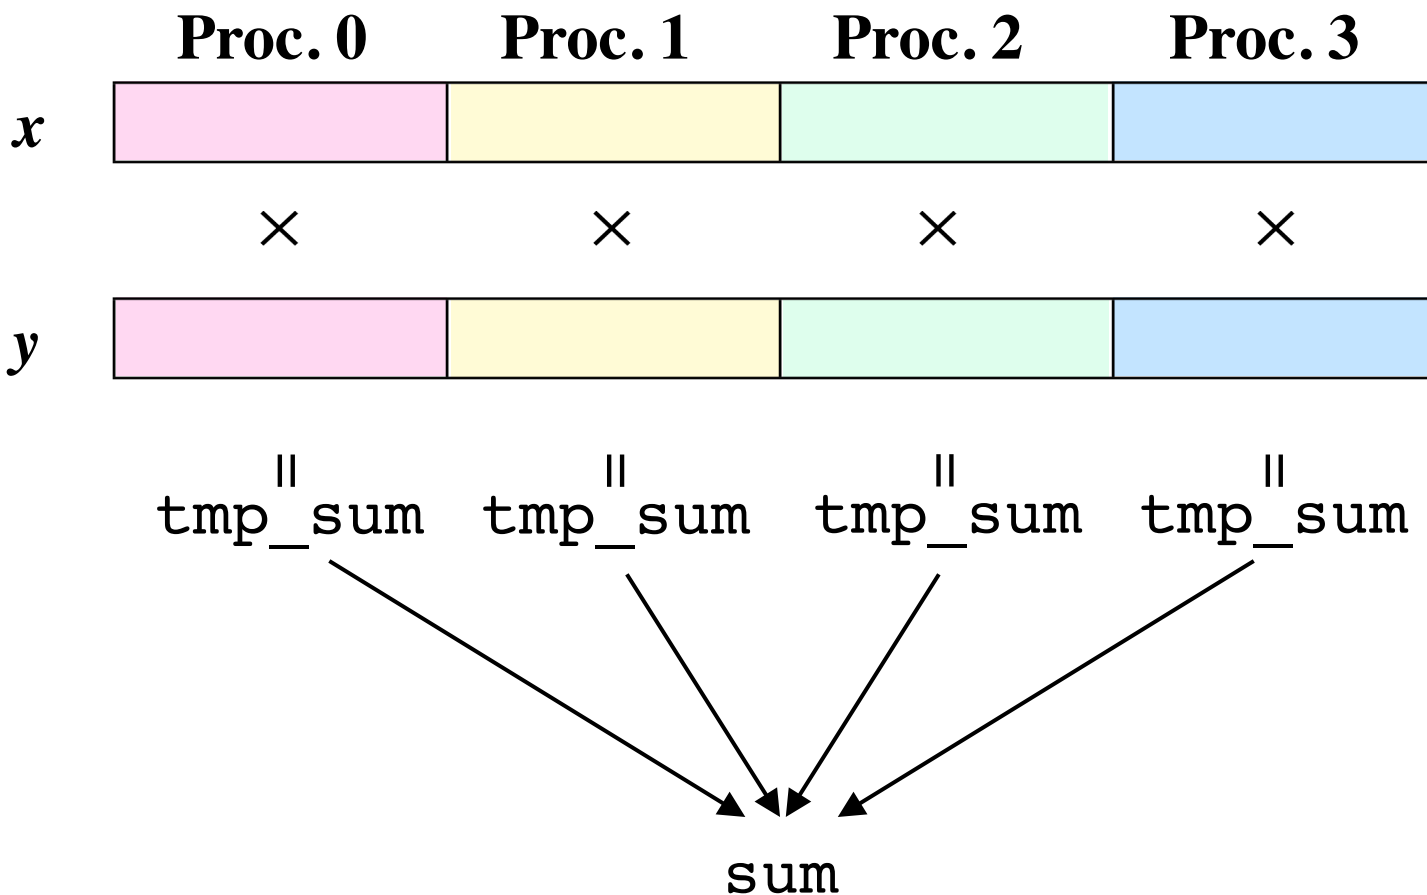 Proc. 0 Proc. 1 Proc. 2 Proc. 3
x
× × × ×
y
= = = =
tmp_sum tmp_sum tmp_sum tmp_sum
sum